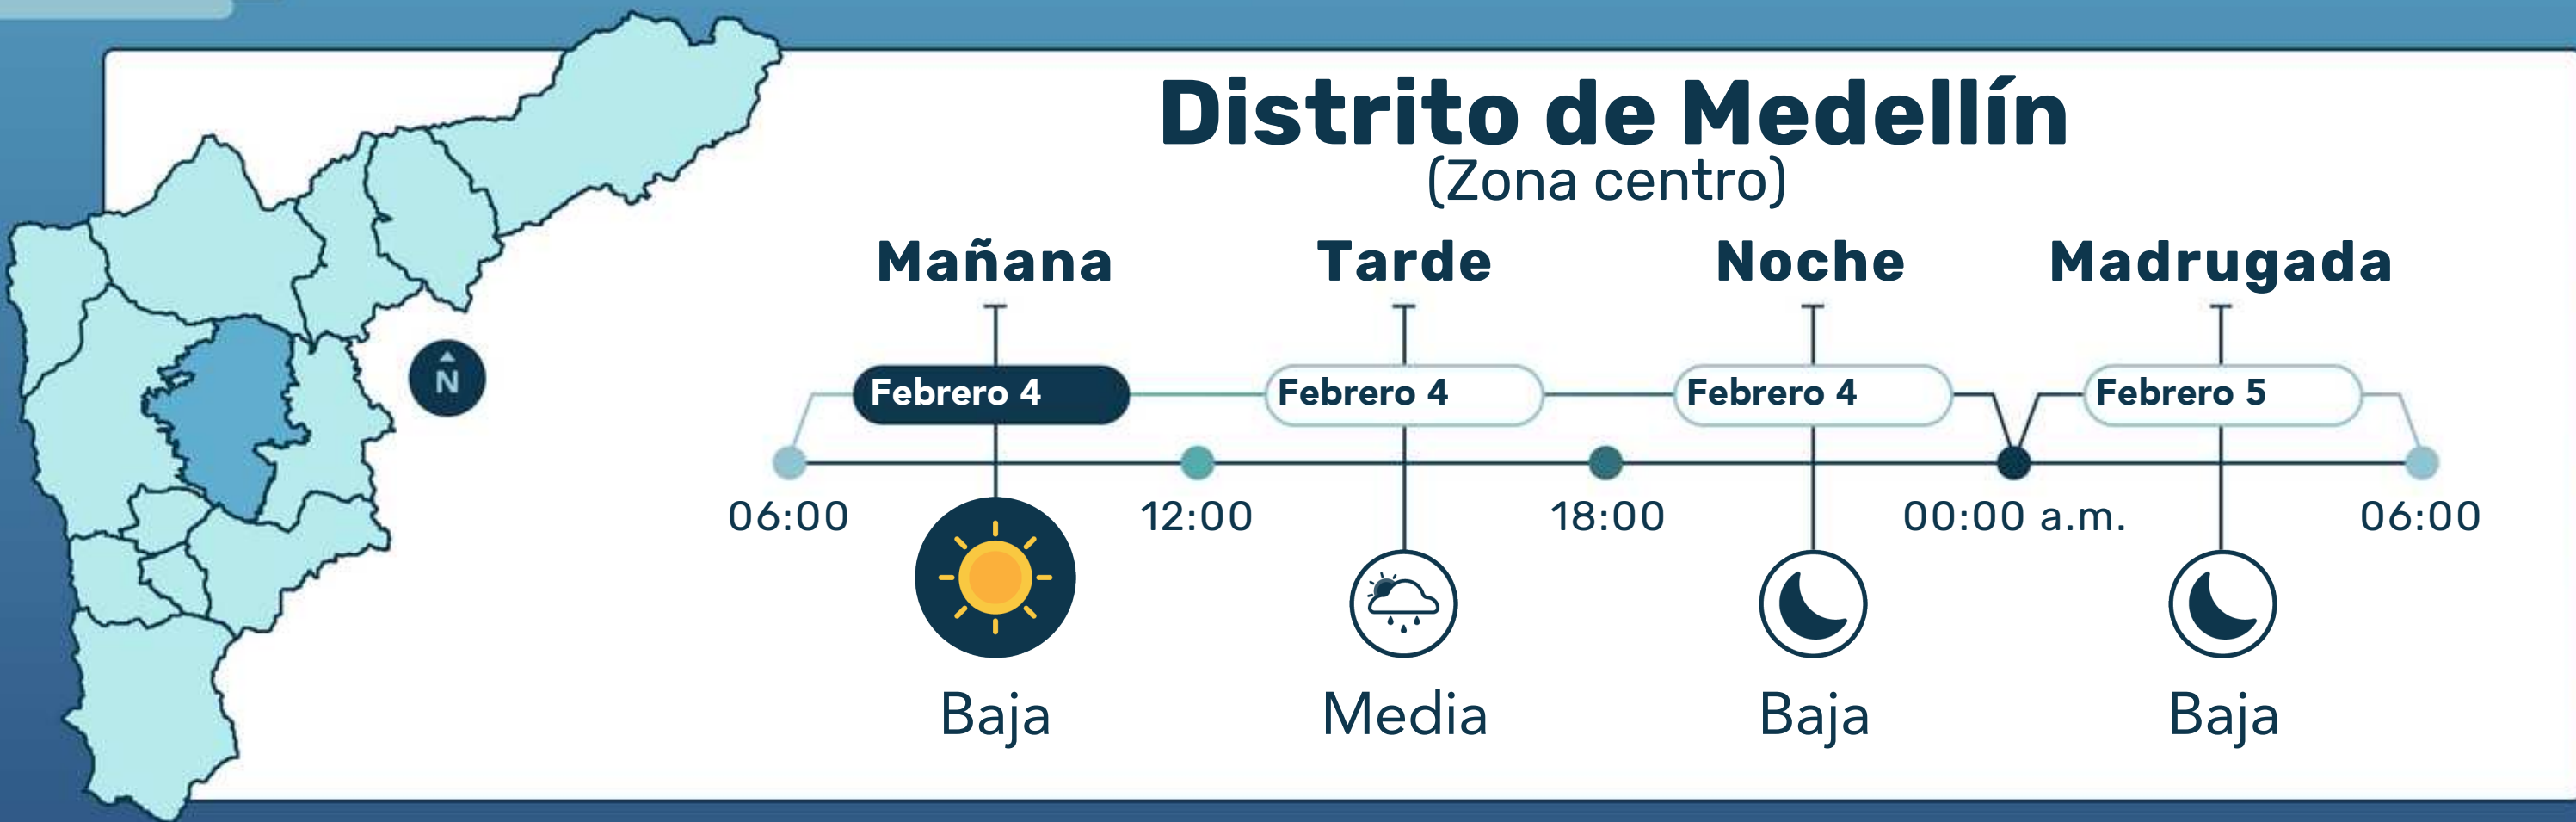 Distrito de Medellín
(Zona centro)
Mañana Tarde Noche Madrugada
Febrero 4 Febrero 4 Febrero 4 Febrero 5
N
06:00 12:00 18:00 00:00 a.m. 06:00
Baja Media Baja Baja